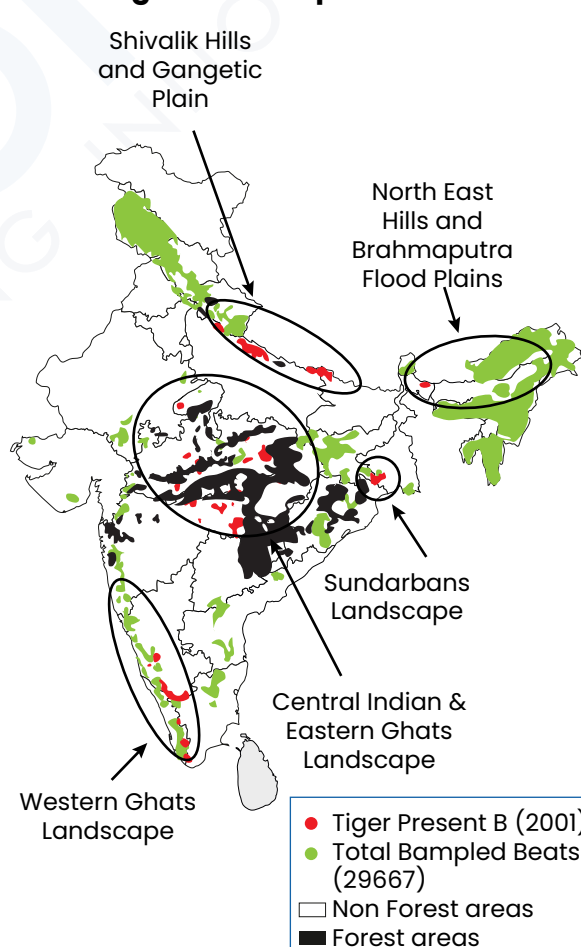 Shivalik Hills
and Gangetic
Plain
North East
Hills and
Brahmaputra
Flood Plains
Sundarbans
Landscape
Central Indian &
Eastern Ghats
Landscape
Western Ghats
Landscape
Tiger Present B (2001)
Total Bampled Beats
(29667)
Non Forest areas
Forest areas